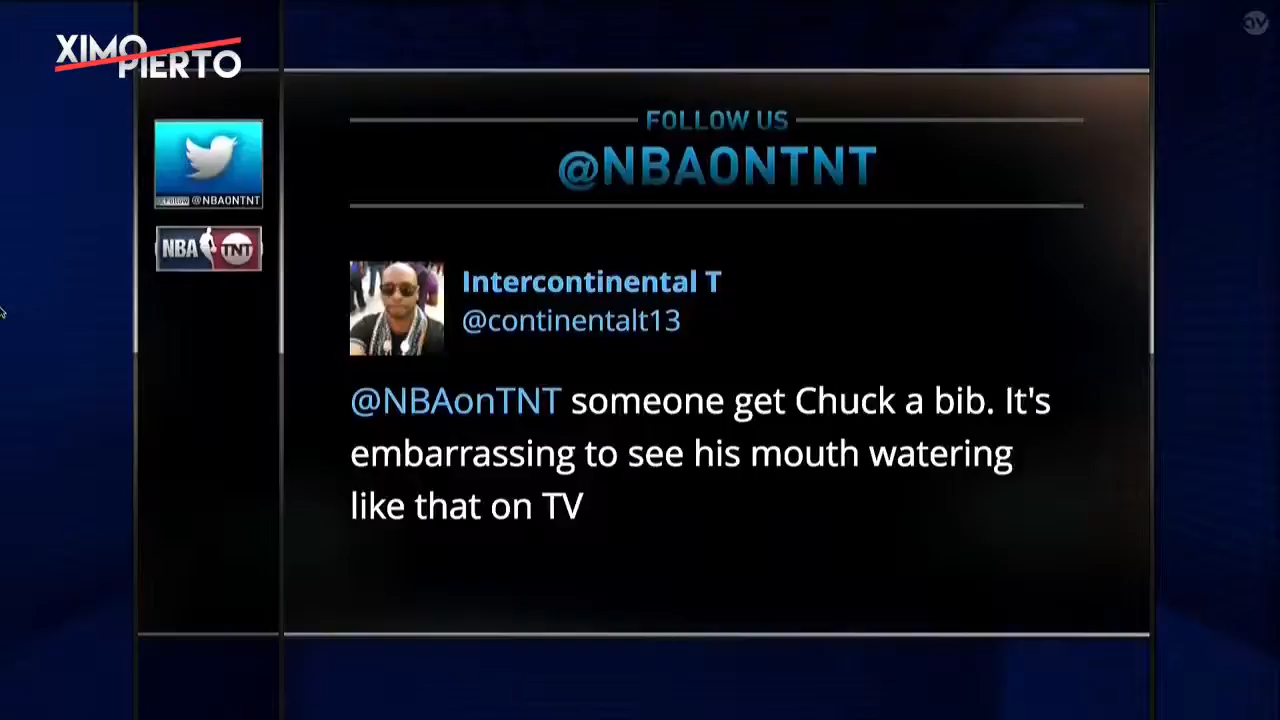 XIMO
PIERTO
FOLLOW US
@NBAONTNT
Follow @NBAONTNT
NBA TNT
Intercontinental T
@continentalt13
@NBAonTNT someone get Chuck a bib. It's
embarrassing to see his mouth watering
like that on TV